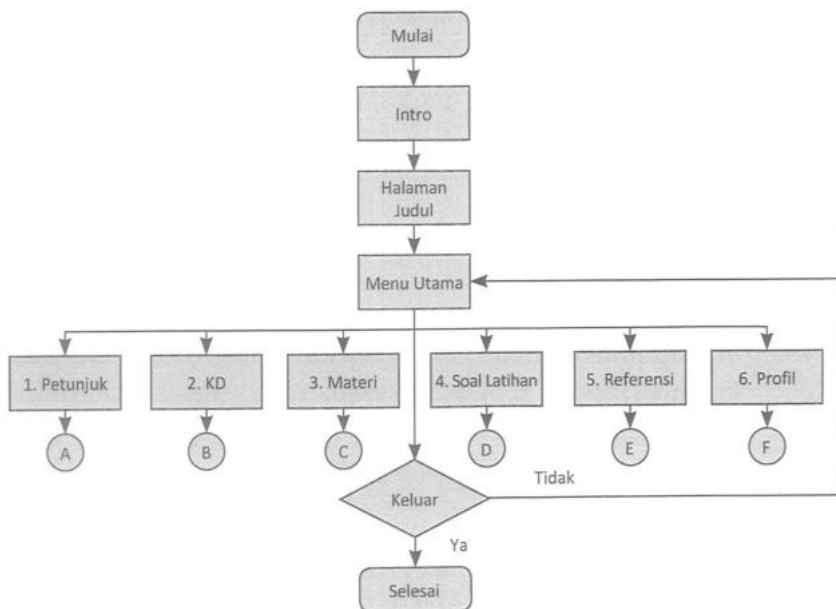 Mulai
Intro
Halaman
Judul
Menu Utama
1. Petunjuk
2. KD
3. Materi
4. Soal Latihan
5. Referensi
6. Profil
A
B
C
D
E
F
Keluar
Tidak
Ya
Selesai